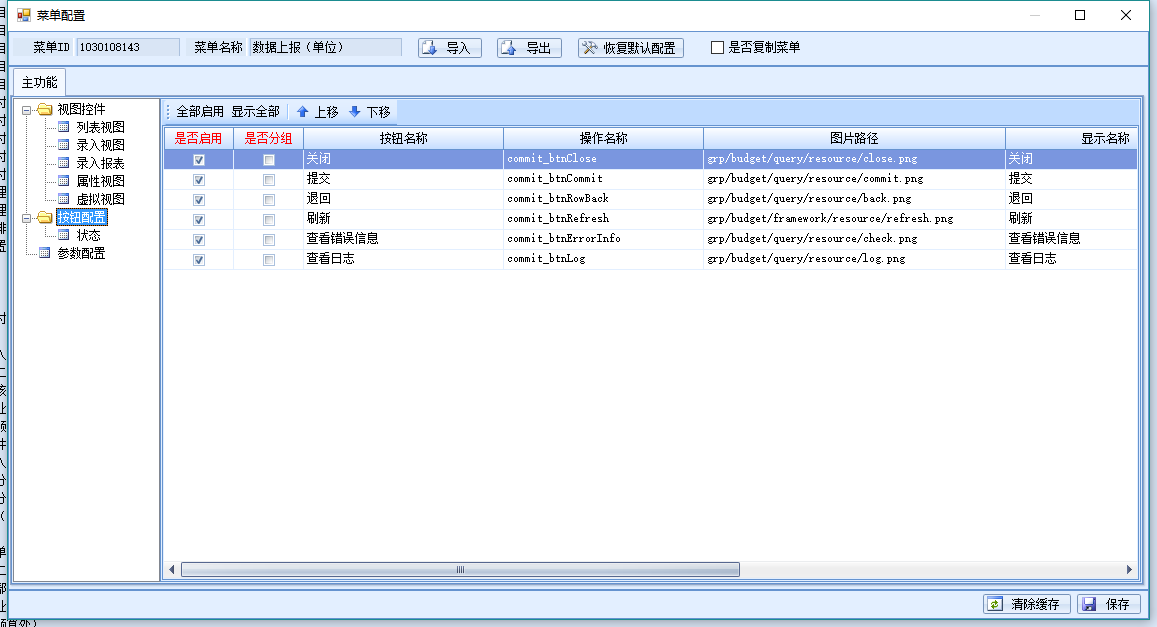 菜单配置
菜单ID 1030108143 菜单名称 数据上报（单位） 导入 导出 恢复默认配置 是否复制菜单
主功能
视图控件
列表视图
录入视图
录入报表
属性视图
虚拟视图
按钮配置
状态
参数配置
全部启用 显示全部 上移 下移
是否启用 是否分组 按钮名称 操作名称 图片路径 显示名称
关闭 commit_btnClose grp/budget/query/resource/close.png 关闭
提交 commit_btnCommit grp/budget/query/resource/commit.png 提交
退回 commit_btnRowBack grp/budget/query/resource/back.png 退回
刷新 commit_btnRefresh grp/budget/framework/resource/refresh.png 刷新
查看错误信息 commit_btnErrorInfo grp/budget/query/resource/check.png 查看错误信息
查看日志 commit_btnLog grp/budget/query/resource/log.png 查看日志
清除缓存 保存